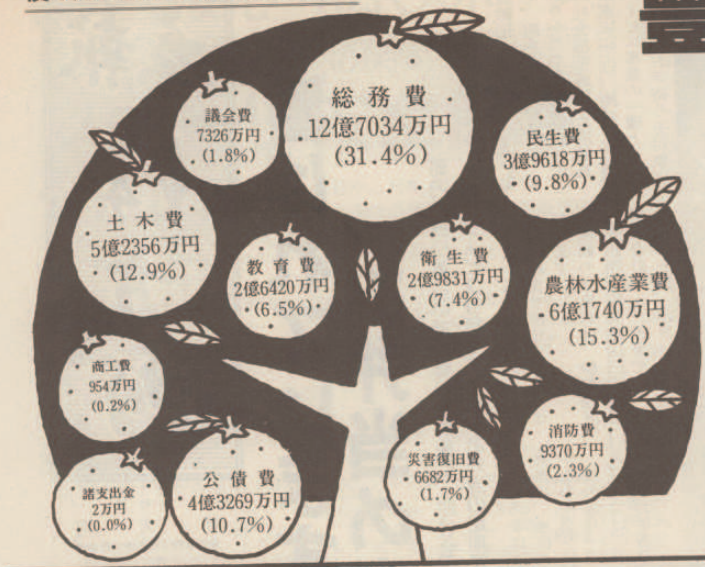 議会費
7326万円
(1.8%)
総務費
12億7034万円
(31.4%)
民生費
3億9618万円
(9.8%)
土木費
5億2356万円
(12.9%)
教育費
2億6420万円
(6.5%)
衛生費
2億9831万円
(7.4%)
農林水産業費
6億1740万円
(15.3%)
商工費
954万円
(0.2%)
諸支出金
2万円
(0.0%)
公債費
4億3269万円
(10.7%)
災害復旧費
6682万円
(1.7%)
消防費
9370万円
(2.3%)